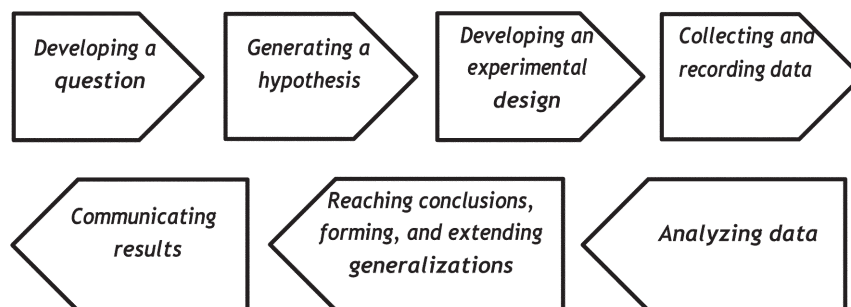 Developing a
question
Generating a
hypothesis
Developing an
experimental
design
Collecting and
recording data
Communicating
results
Reaching conclusions,
forming, and extending
generalizations
Analyzing data